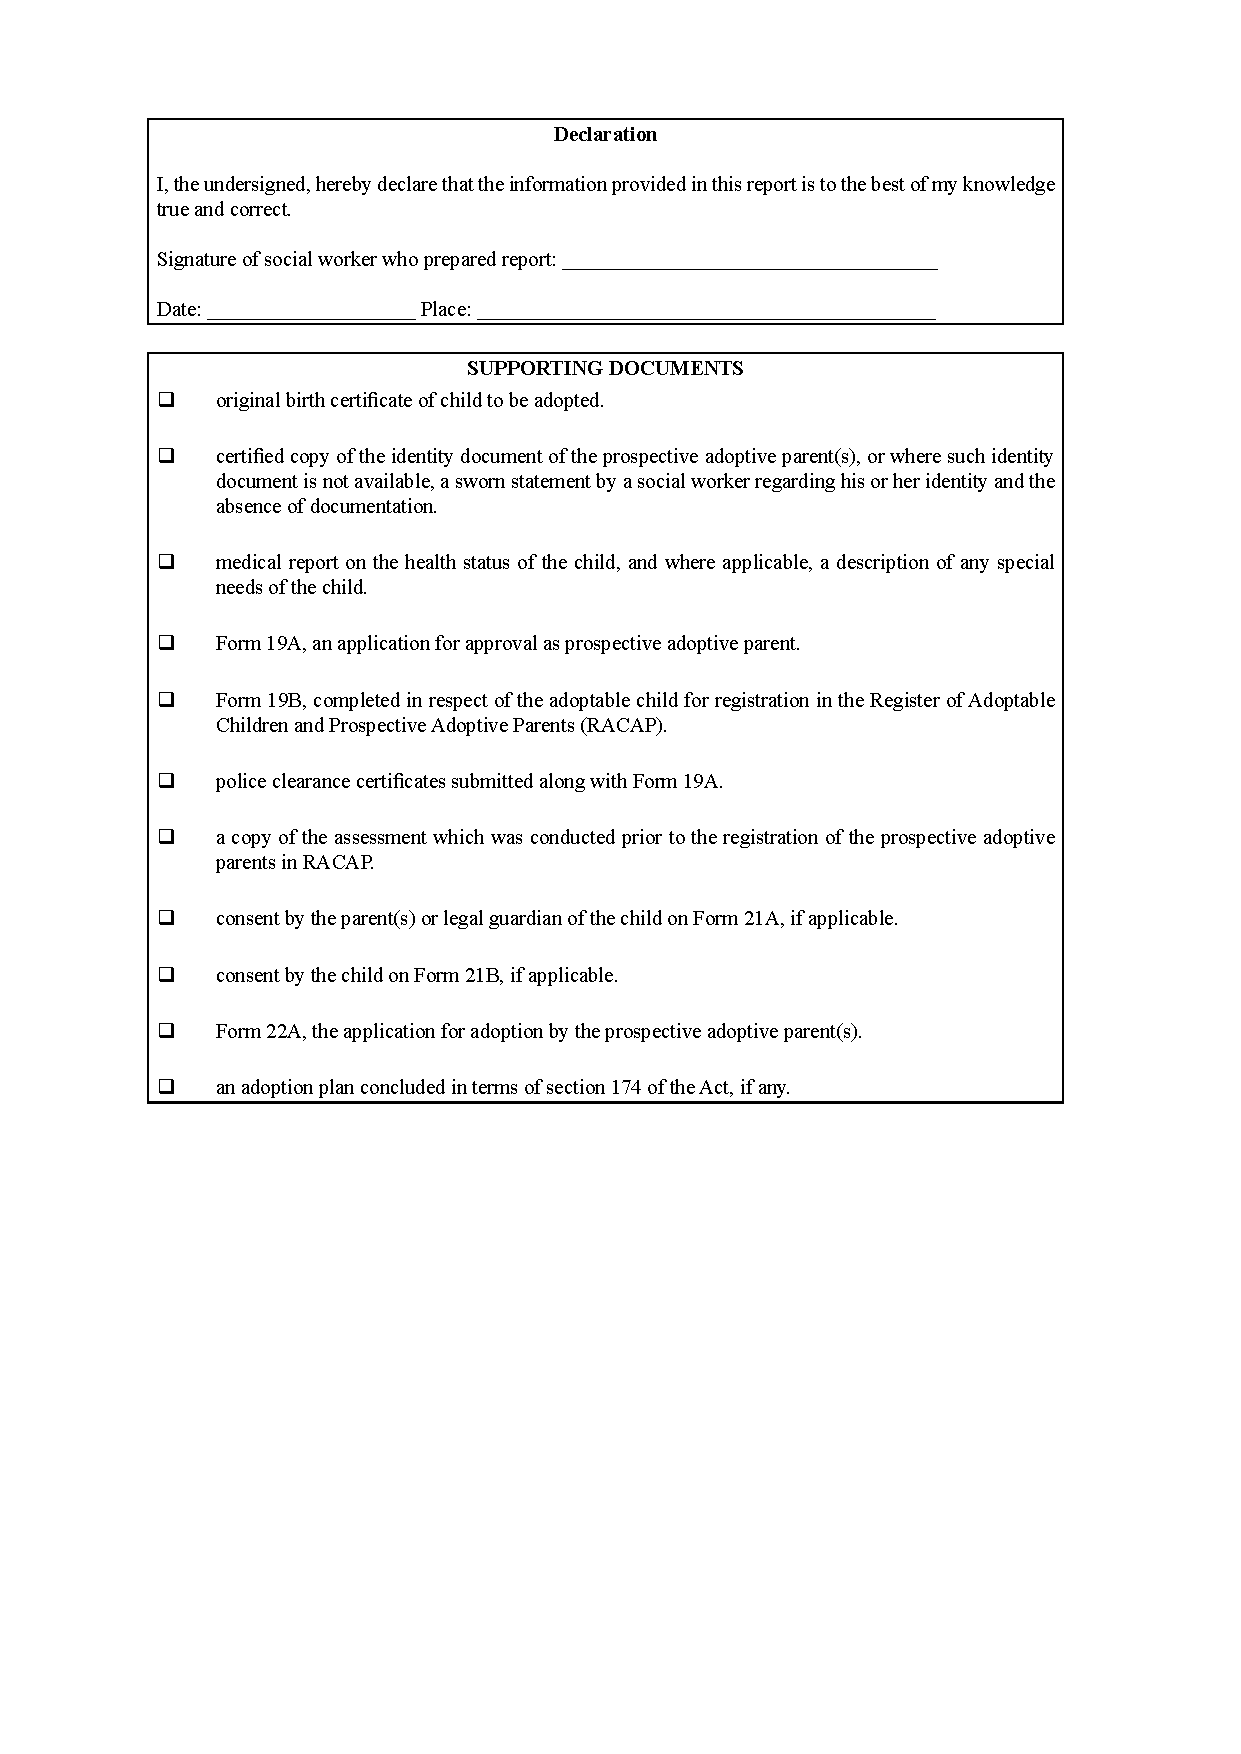 Declaration
I, the undersigned, hereby declare that the information provided in this report is to the best of my knowledge
true and correct.
Signature of social worker who prepared report: ____________________________________
Date: ____________________ Place: ____________________________________________
SUPPORTING DOCUMENTS
❑ original birth certificate of child to be adopted.
❑ certified copy of the identity document of the prospective adoptive parent(s), or where such identity
document is not available, a sworn statement by a social worker regarding his or her identity and the
absence of documentation.
❑ medical report on the health status of the child, and where applicable, a description of any special
needs of the child.
❑ Form 19A, an application for approval as prospective adoptive parent.
❑ Form 19B, completed in respect of the adoptable child for registration in the Register of Adoptable
Children and Prospective Adoptive Parents (RACAP).
❑ police clearance certificates submitted along with Form 19A.
❑ a copy of the assessment which was conducted prior to the registration of the prospective adoptive
parents in RACAP.
❑ consent by the parent(s) or legal guardian of the child on Form 21A, if applicable.
❑ consent by the child on Form 21B, if applicable.
❑ Form 22A, the application for adoption by the prospective adoptive parent(s).
❑ an adoption plan concluded in terms of section 174 of the Act, if any.